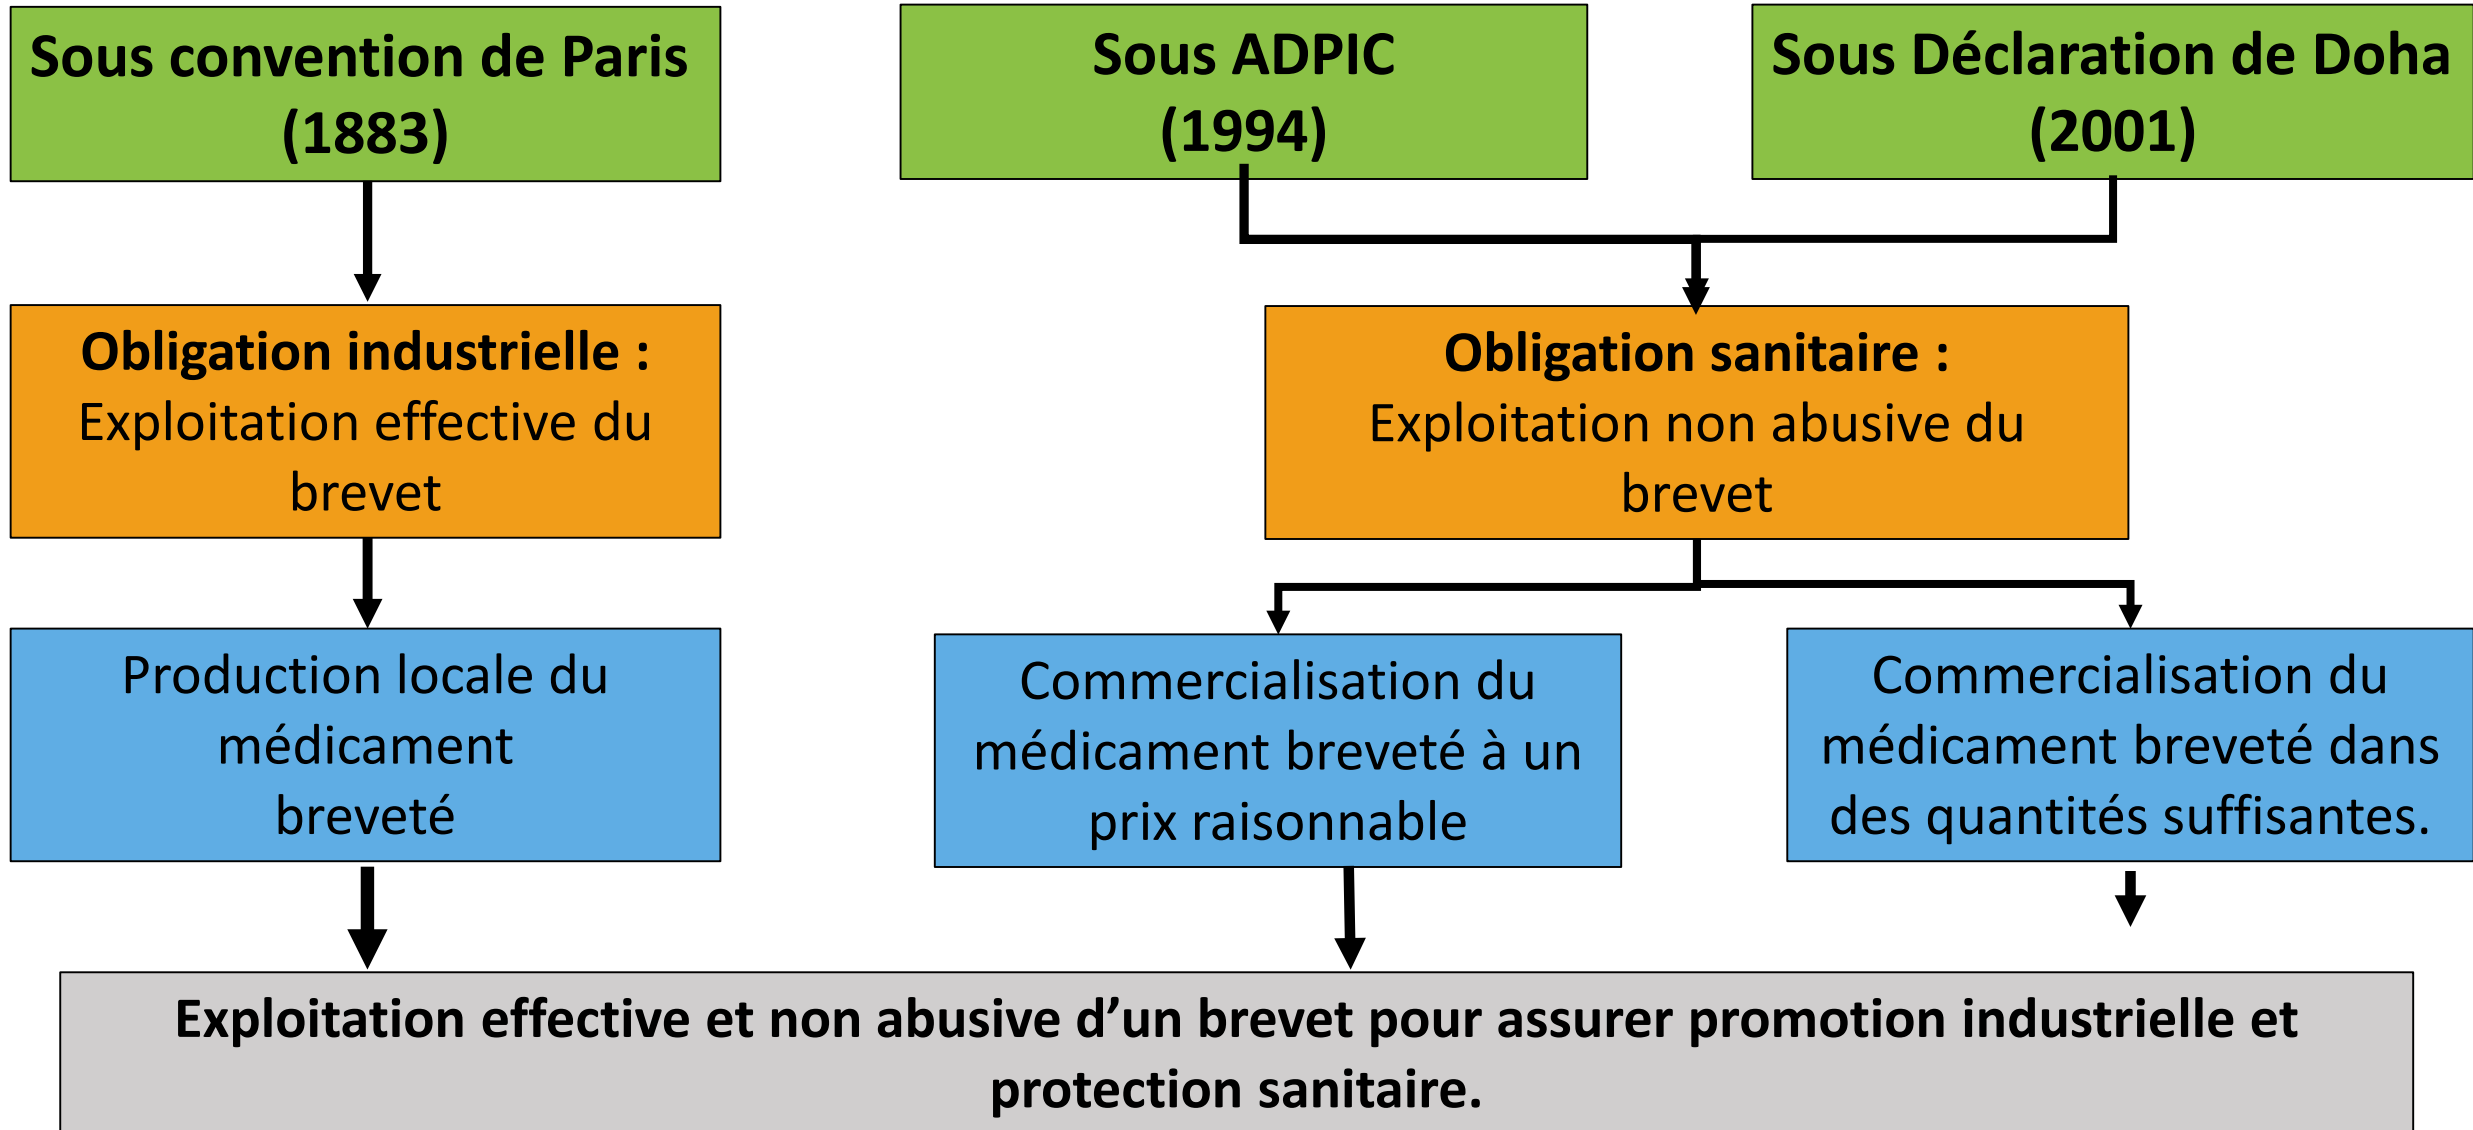 Sous convention de Paris
(1883)
Sous ADPIC
(1994)
Sous Déclaration de Doha
(2001)
Obligation industrielle :
Exploitation effective du
brevet
Obligation sanitaire :
Exploitation non abusive du
brevet
Production locale du
médicament
breveté
Commercialisation du
médicament breveté à un
prix raisonnable
Commercialisation du
médicament breveté dans
des quantités suffisantes.
Exploitation effective et non abusive d’un brevet pour assurer promotion industrielle et
protection sanitaire.